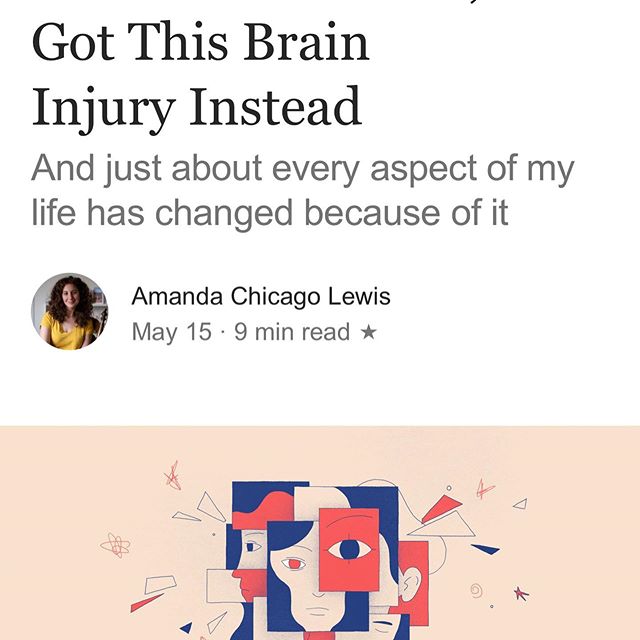 Got This Brain
Injury Instead
And just about every aspect of my
life has changed because of it
Amanda Chicago Lewis
May 15 · 9 min read ★